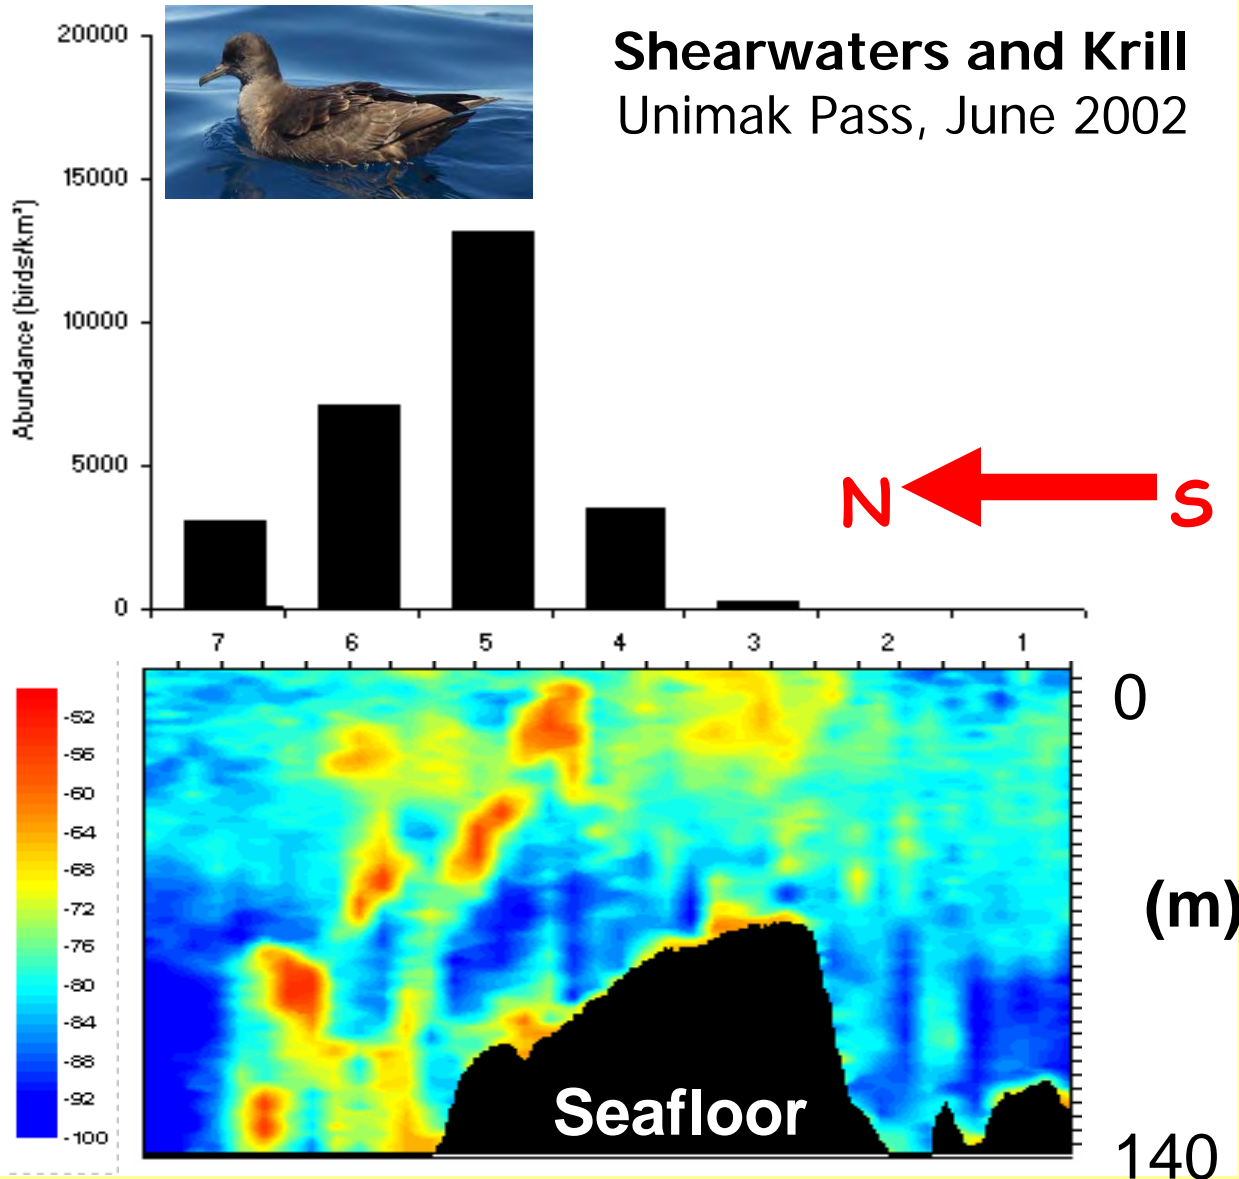 Shearwaters and Krill
Unimak Pass, June 2002
Abundance (birds/km²)
20000
15000
10000
5000
0
N S
7 6 5 4 3 2 1
-52
-56
-60
-64
-68
-72
-76
-80
-84
-88
-92
-100
0
(m)
140
Seafloor